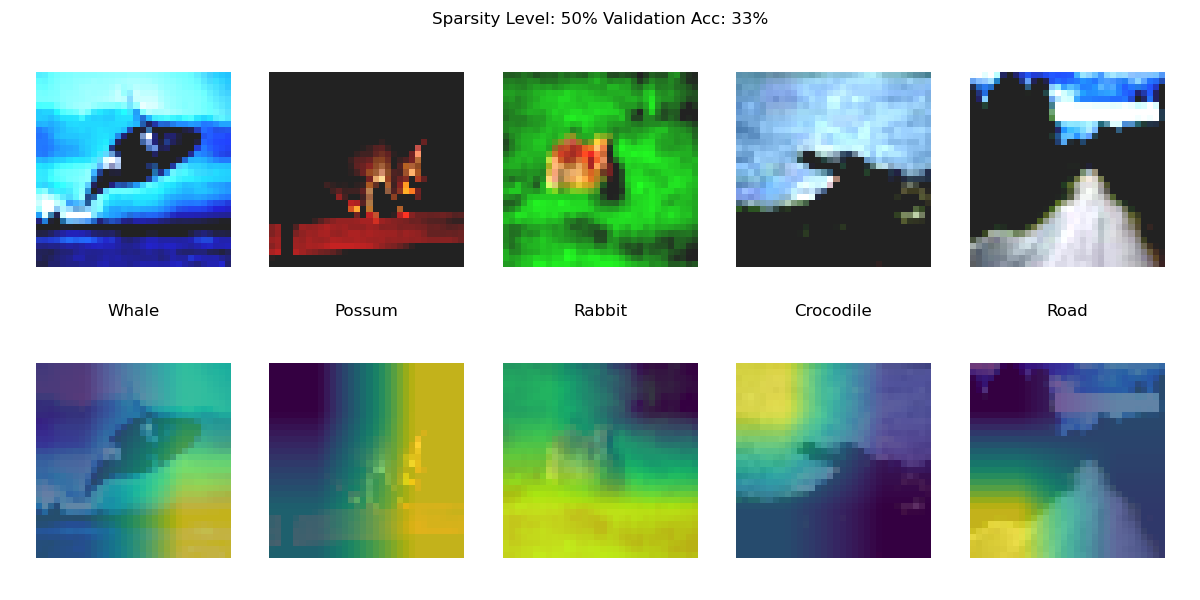 Sparsity Level: 50% Validation Acc: 33%
Whale
Possum
Rabbit
Crocodile
Road